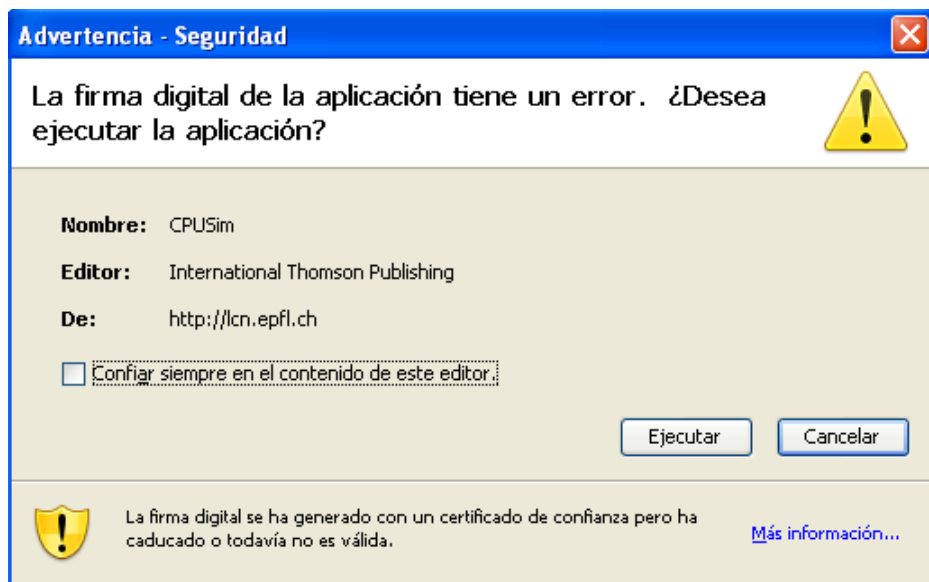 Advertencia - Seguridad
La firma digital de la aplicación tiene un error. ¿Desea
ejecutar la aplicación?
Nombre: CPUSim
Editor: International Thomson Publishing
De: http://lcn.epfl.ch
Confiar siempre en el contenido de este editor.
Ejecutar Cancelar
La firma digital se ha generado con un certificado de confianza pero ha
caducado o todavía no es válida.
Más información...